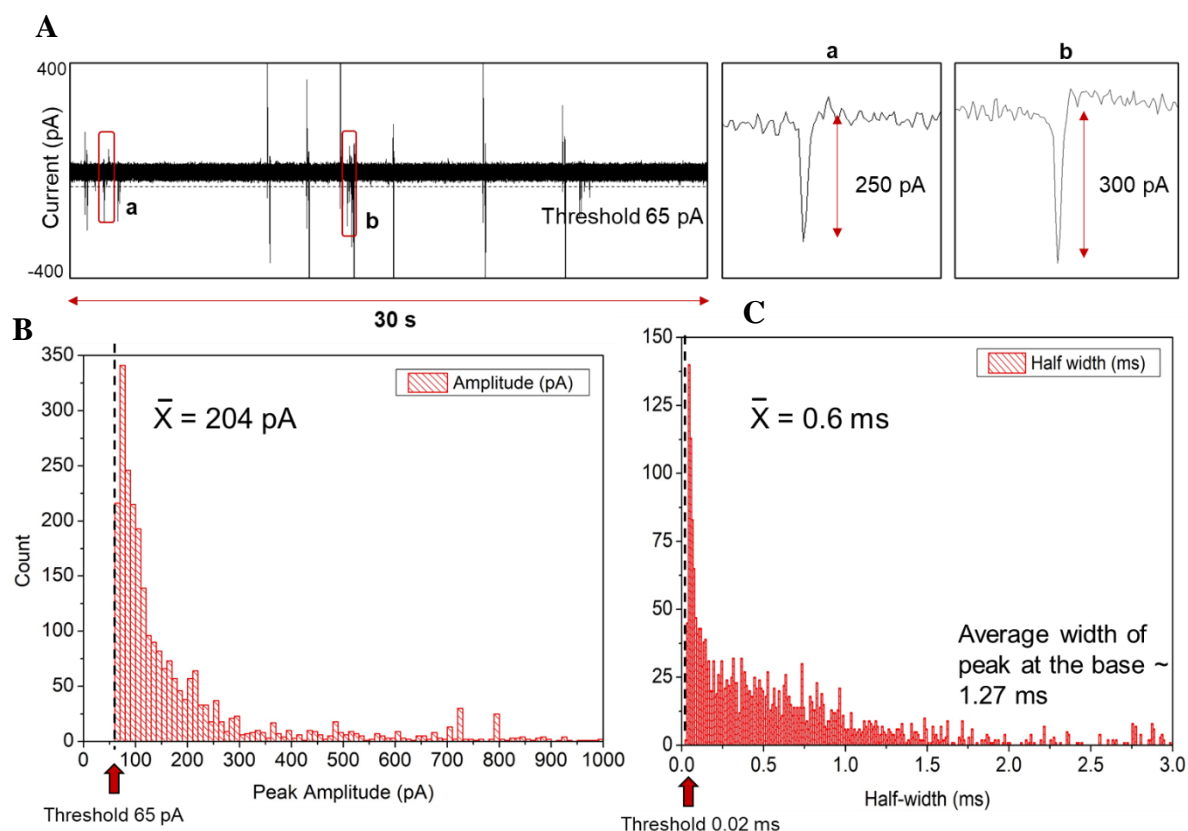 A
400
Current (pA)
-400
a
b
Threshold 65 pA
30 s
a
250 pA
b
300 pA
B
350
300
250
200
150
100
50
0
Count
Amplitude (pA)
X̄ = 204 pA
0 100 200 300 400 500 600 700 800 900 1000
Peak Amplitude (pA)
Threshold 65 pA
C
150
125
100
75
50
25
0
Half width (ms)
X̄ = 0.6 ms
Average width of
peak at the base ~
1.27 ms
0.0 0.5 1.0 1.5 2.0 2.5 3.0
Half-width (ms)
Threshold 0.02 ms